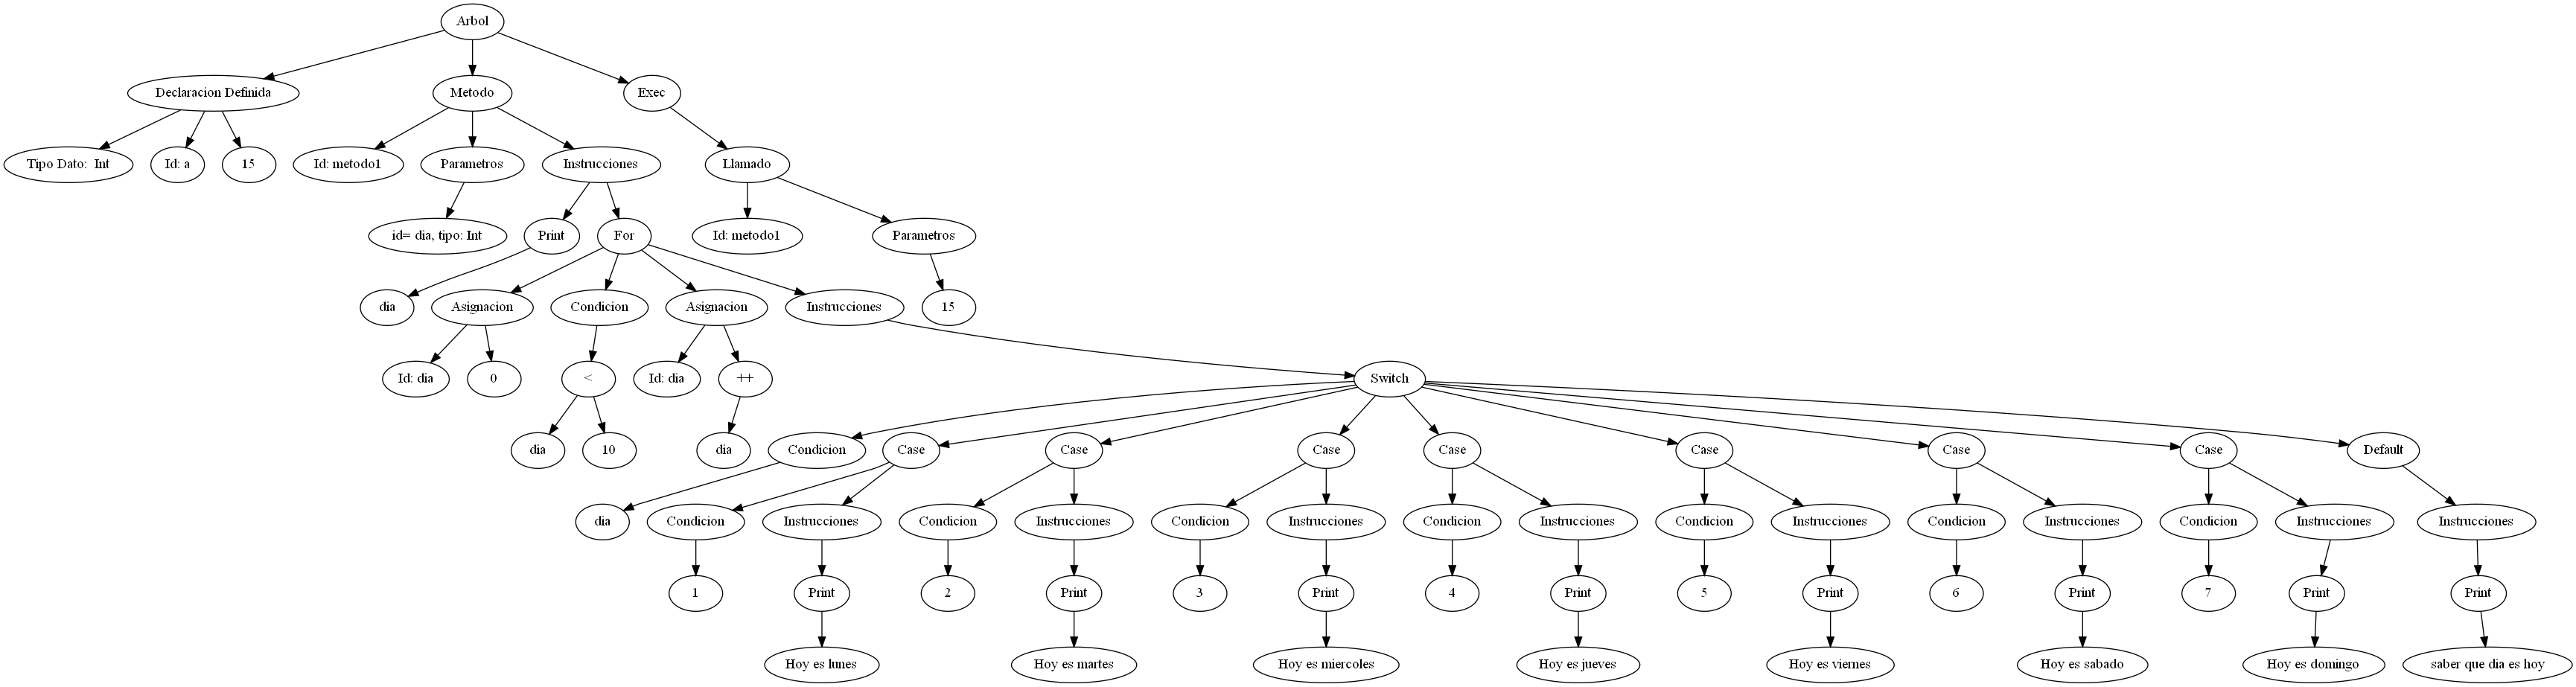 Arbol
Declaracion Definida
Metodo
Exec
Tipo Dato: Int
Id: a
15
Id: metodo1
Parametros
Instrucciones
Llamado
id= dia, tipo: Int
Print
For
Id: metodo1
Parametros
dia
Asignacion
Condicion
Asignacion
Instrucciones
15
Id: dia
0
<
Id: dia
++
Switch
dia
10
dia
Condicion
Case
Case
Case
Case
Case
Case
Case
Default
dia
Condicion
Instrucciones
Condicion
Instrucciones
Condicion
Instrucciones
Condicion
Instrucciones
Condicion
Instrucciones
Condicion
Instrucciones
Condicion
Instrucciones
Instrucciones
1
Print
2
Print
3
Print
4
Print
5
Print
6
Print
7
Print
Print
Hoy es lunes
Hoy es martes
Hoy es miercoles
Hoy es jueves
Hoy es viernes
Hoy es sabado
Hoy es domingo
saber que dia es hoy